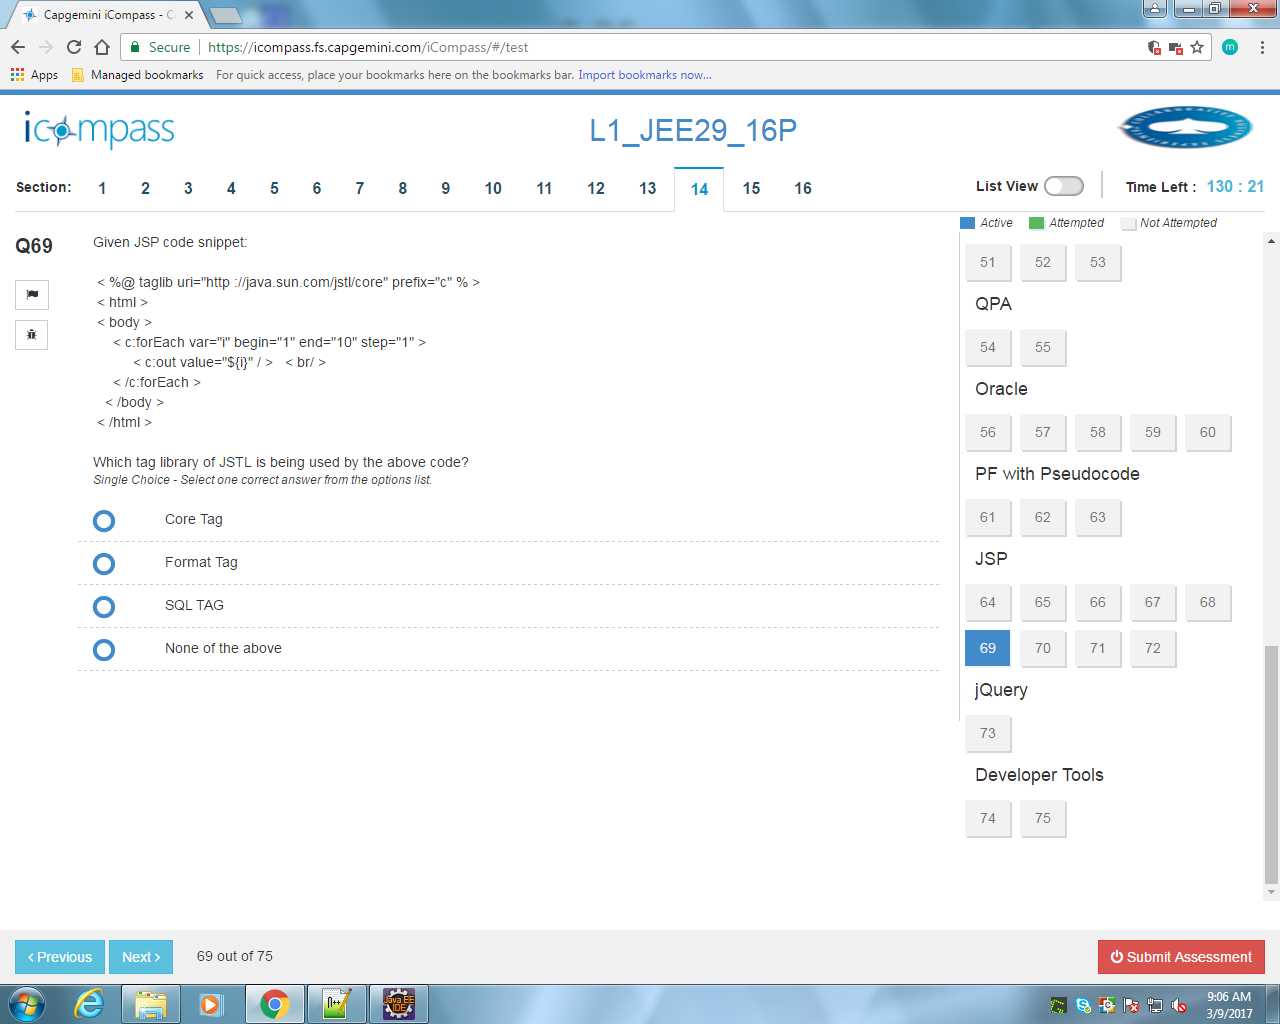 Capgemini iCompass - C
Secure
https://icompass.fs.capgemini.com/iCompass/#/test
m
Apps
Managed bookmarks
For quick access, place your bookmarks here on the bookmarks bar. Import bookmarks now...
icompass
L1_JEE29_16P
Section: 1 2 3 4 5 6 7 8 9 10 11 12 13 14 15 16
List View
Time Left : 130 : 21
Active Attempted Not Attempted
Q69
Given JSP code snippet:
< %@ taglib uri="http ://java.sun.com/jstl/core" prefix="c" % >
< html >
< body >
< c:forEach var="i" begin="1" end="10" step="1" >
< c:out value="${i}" / > < br/ >
< /c:forEach >
< /body >
< /html >
Which tag library of JSTL is being used by the above code?
Single Choice - Select one correct answer from the options list.
Core Tag
Format Tag
SQL TAG
None of the above
51 52 53
QPA
54 55
Oracle
56 57 58 59 60
PF with Pseudocode
61 62 63
JSP
64 65 66 67 68
69 70 71 72
jQuery
73
Developer Tools
74 75
‹ Previous
Next ›
69 out of 75
Submit Assessment
Java EE
IDE
9:06 AM
3/9/2017